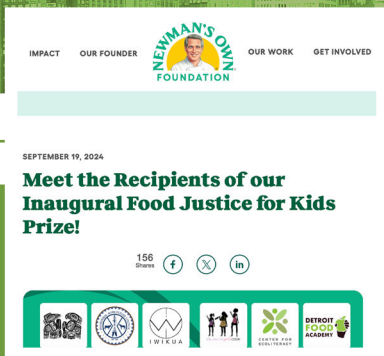 IMPACT
OUR FOUNDER
NEWMAN'S OWN
FOUNDATION
OUR WORK
GET INVOLVED
SEPTEMBER 19, 2024
Meet the Recipients of our
Inaugural Food Justice for Kids
Prize!
156
Shares
f
X
in
IWIKUA
CENTER FOR
ECOLITERACY
DETROIT
FOOD
ACADEMY